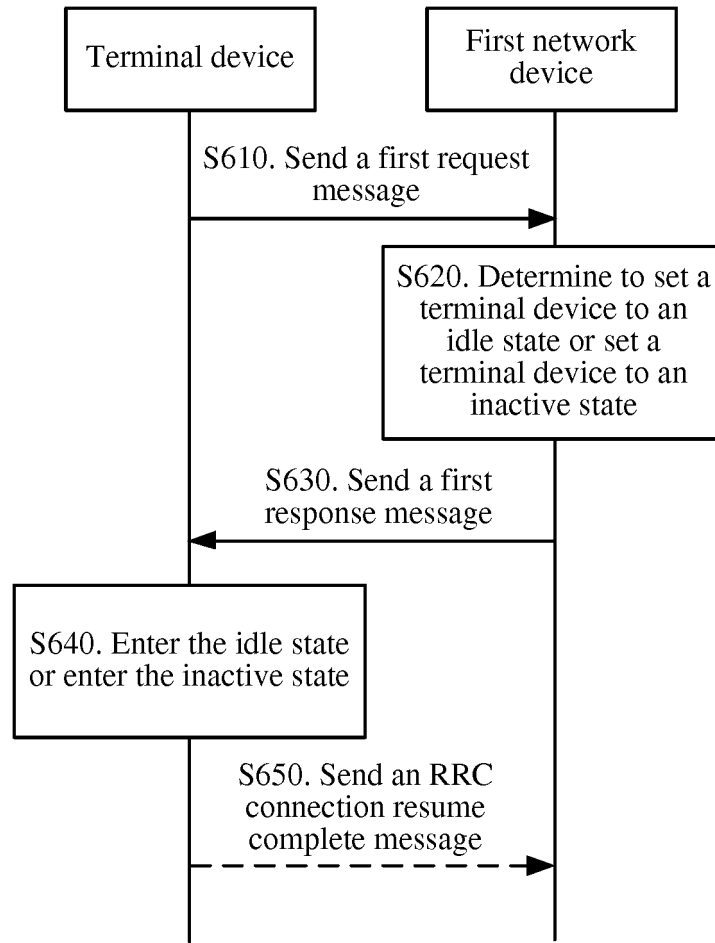 Terminal device
First network
device
S610. Send a first request
message
S620. Determine to set a
terminal device to an
idle state or set a
terminal device to an
inactive state
S630. Send a first
response message
S640. Enter the idle state
or enter the inactive state
S650. Send an RRC
connection resume
complete message